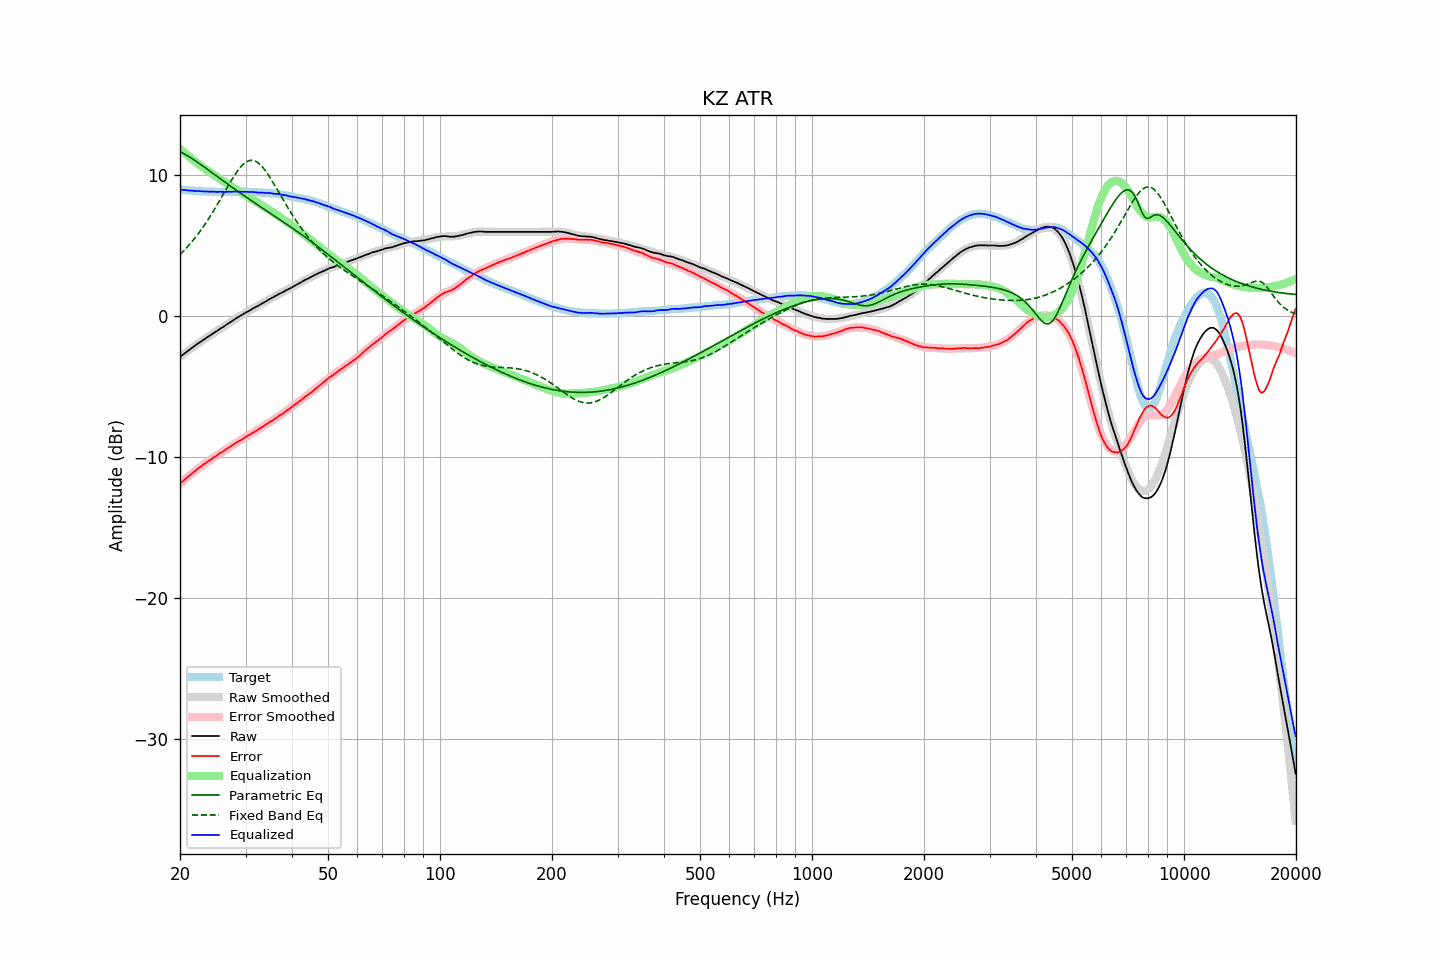 KZ ATR
Amplitude (dBr)
10
0
−10
−20
−30
Target
Raw Smoothed
Error Smoothed
Raw
Error
Equalization
Parametric Eq
Fixed Band Eq
Equalized
20 50 100 200 500 1000 2000 5000 10000 20000
Frequency (Hz)